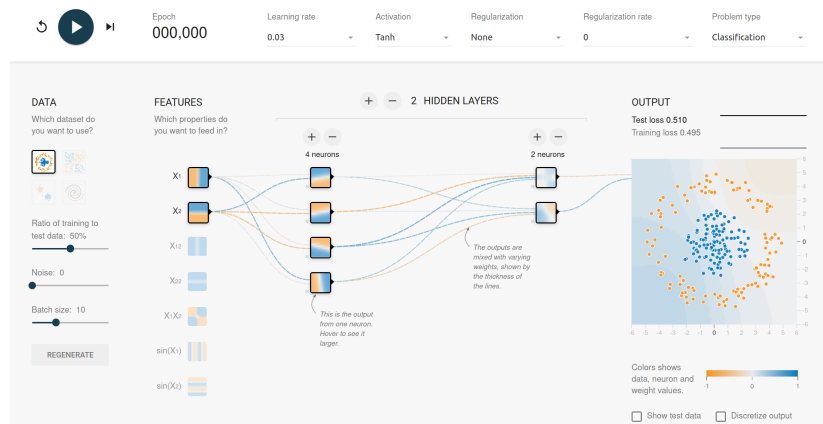 Epoch
000,000
Learning rate
0.03
Activation
Tanh
Regularization
None
Regularization rate
0
Problem type
Classification
DATA
Which dataset do
you want to use?
Ratio of training to
test data: 50%
Noise: 0
Batch size: 10
REGENERATE
FEATURES
Which properties do
you want to feed in?
X1
X2
X12
X22
X1X2
sin(X1)
sin(X2)
+ − 2 HIDDEN LAYERS
+ −
4 neurons
+ −
2 neurons
This is the output
from one neuron.
Hover to see it
larger.
The outputs are
mixed with varying
weights, shown by
the thickness of
the lines.
OUTPUT
Test loss 0.510
Training loss 0.495
6
5
4
3
2
1
0
-1
-2
-3
-4
-5
-6
-6 -5 -4 -3 -2 -1 0 1 2 3 4 5 6
Colors shows
data, neuron and
weight values.
-1 0 1
Show test data
Discretize output